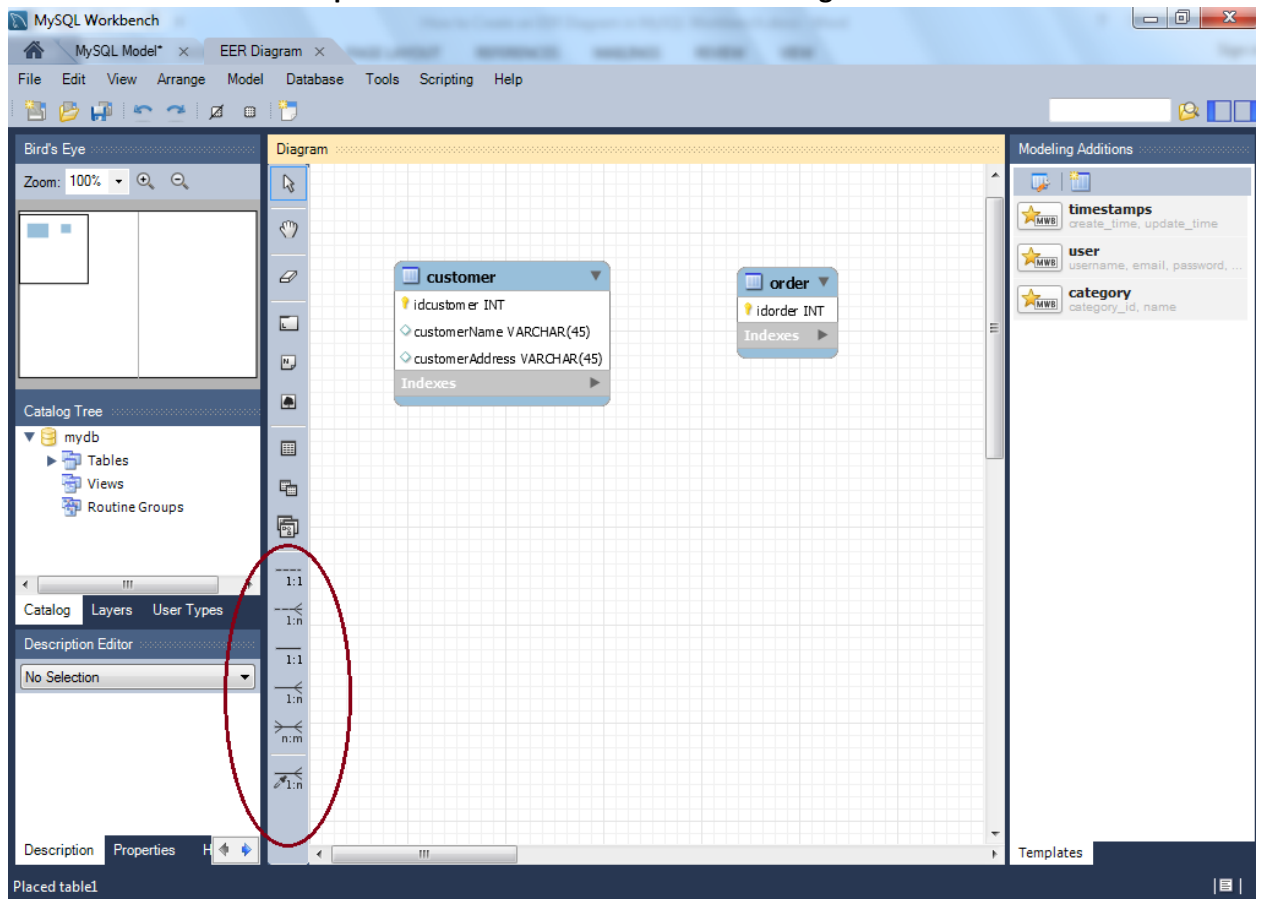 MySQL Workbench
MySQL Model* × EER Diagram ×
File Edit View Arrange Model Database Tools Scripting Help
Bird's Eye
Zoom: 100%
Catalog Tree
mydb
Tables
Views
Routine Groups
Catalog Layers User Types
Description Editor
No Selection
Description Properties H
Placed table1
Diagram
N
1:1
1:n
1:1
1:n
n:m
1:n
customer
idcustomer INT
customerName VARCHAR(45)
customerAddress VARCHAR(45)
Indexes
order
idorder INT
Indexes
Modeling Additions
MWB timestamps
create_time, update_time
MWB user
username, email, password, ...
MWB category
category_id, name
Templates